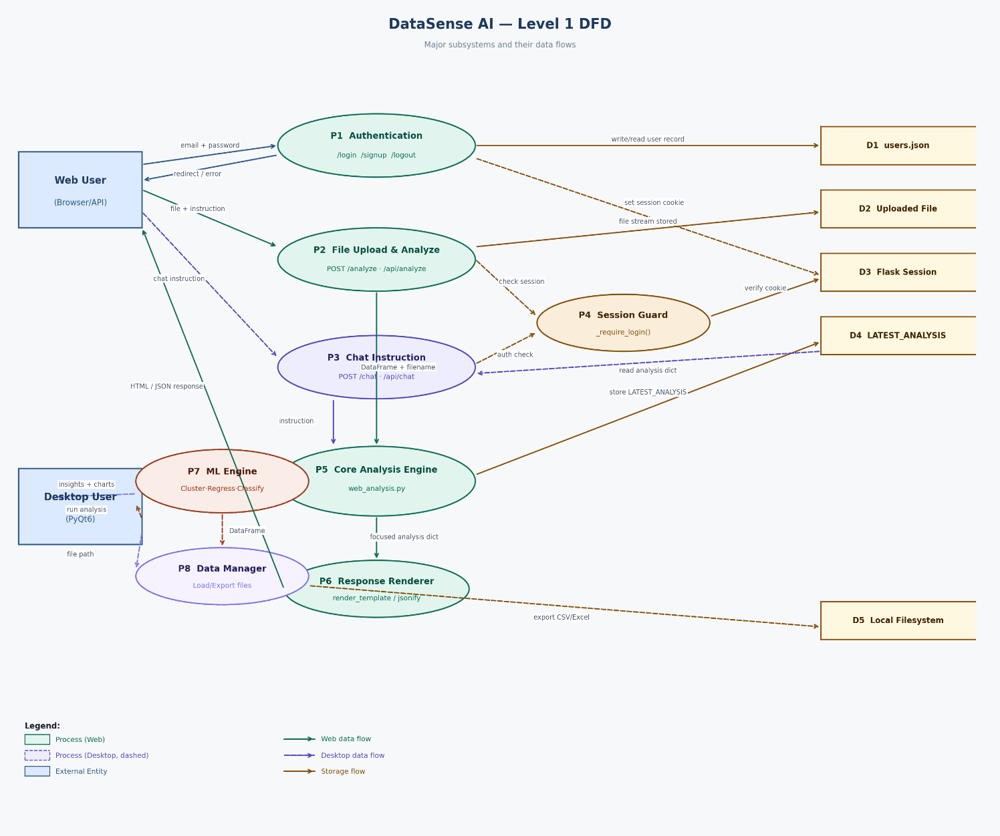 DataSense AI — Level 1 DFD
Major subsystems and their data flows
P1  Authentication
/login  /signup  /logout
email + password
redirect / error
write/read user record
D1  users.json
Web User
(Browser/API)
file + instruction
set session cookie
file stream stored
D2  Uploaded File
P2  File Upload & Analyze
POST /analyze · /api/analyze
chat instruction
check session
verify cookie
D3  Flask Session
P4  Session Guard
_require_login()
D4  LATEST_ANALYSIS
P3  Chat Instruction
DataFrame + filename
POST /chat · /api/chat
auth check
read analysis dict
HTML / JSON response
store LATEST_ANALYSIS
instruction
P7  ML Engine
Cluster·Regress·Classify
P5  Core Analysis Engine
web_analysis.py
insights + charts
Desktop User
run analysis
(PyQt6)
DataFrame
focused analysis dict
file path
P8  Data Manager
Load/Export files
P6  Response Renderer
render_template / jsonify
export CSV/Excel
D5  Local Filesystem
Legend:
Process (Web)
Process (Desktop, dashed)
External Entity
Web data flow
Desktop data flow
Storage flow